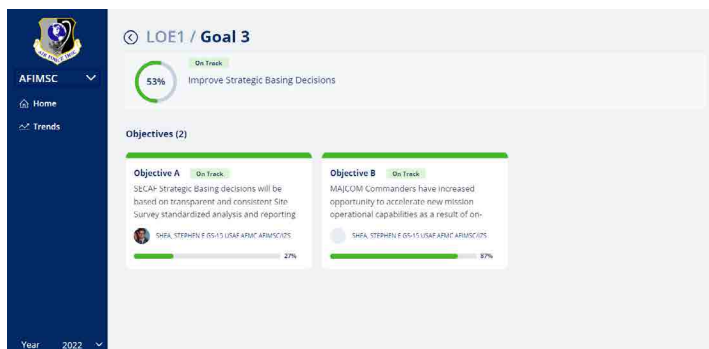 AFIMSC
Home
Trends
Year 2022
LOE1 / Goal 3
53%
On Track
Improve Strategic Basing Decisions
Objectives (2)
Objective A On Track
SECAF Strategic Basing decisions will be
based on transparent and consistent Site
Survey standardized analysis and reporting
SHEA, STEPHEN E GS-15 USAF AFMC AFIMSC/IZS
27%
Objective B On Track
MAJCOM Commanders have increased
opportunity to accelerate new mission
operational capabilities as a result of on-
SHEA, STEPHEN E GS-15 USAF AFMC AFIMSC/IZS
87%